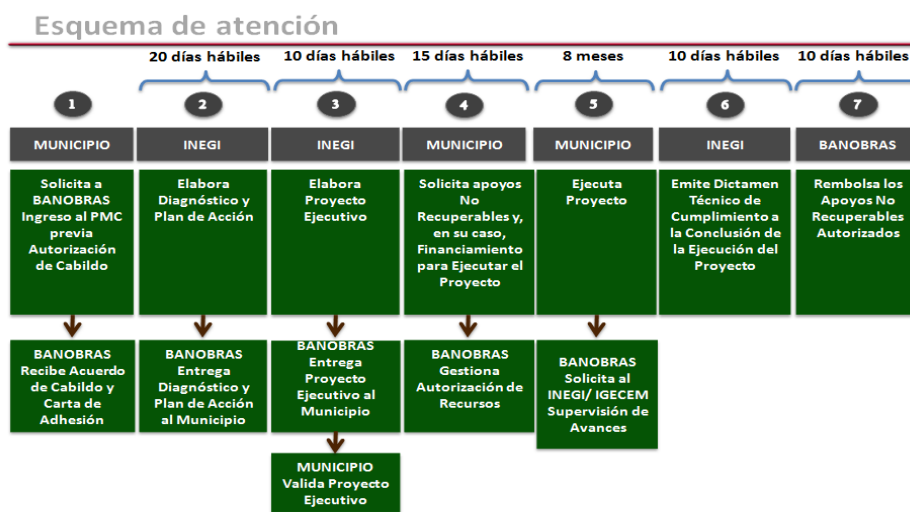 Esquema de atención
20 días hábiles
10 días hábiles
15 días hábiles
8 meses
10 días hábiles
10 días hábiles
1
2
3
4
5
6
7
MUNICIPIO
INEGI
INEGI
MUNICIPIO
MUNICIPIO
INEGI
BANOBRAS
Solicita a
BANOBRAS
Ingreso al PMC
previa
Autorización
de Cabildo
Elabora
Diagnóstico y
Plan de Acción
Elabora
Proyecto
Ejecutivo
Solicita apoyos
No
Recuperables y,
en su caso,
Financiamiento
para Ejecutar el
Proyecto
Ejecuta
Proyecto
Emite Dictamen
Técnico de
Cumplimiento a
la Conclusión de
la Ejecución del
Proyecto
Rembolsa los
Apoyos No
Recuperables
Autorizados
BANOBRAS
Recibe Acuerdo
de Cabildo y
Carta de
Adhesión
BANOBRAS
Entrega
Diagnóstico y
Plan de Acción
al Municipio
BANOBRAS
Entrega
Proyecto
Ejecutivo al
Municipio
BANOBRAS
Gestiona
Autorización de
Recursos
BANOBRAS
Solicita al
INEGI/ IGECEM
Supervisión de
Avances
MUNICIPIO
Valida Proyecto
Ejecutivo